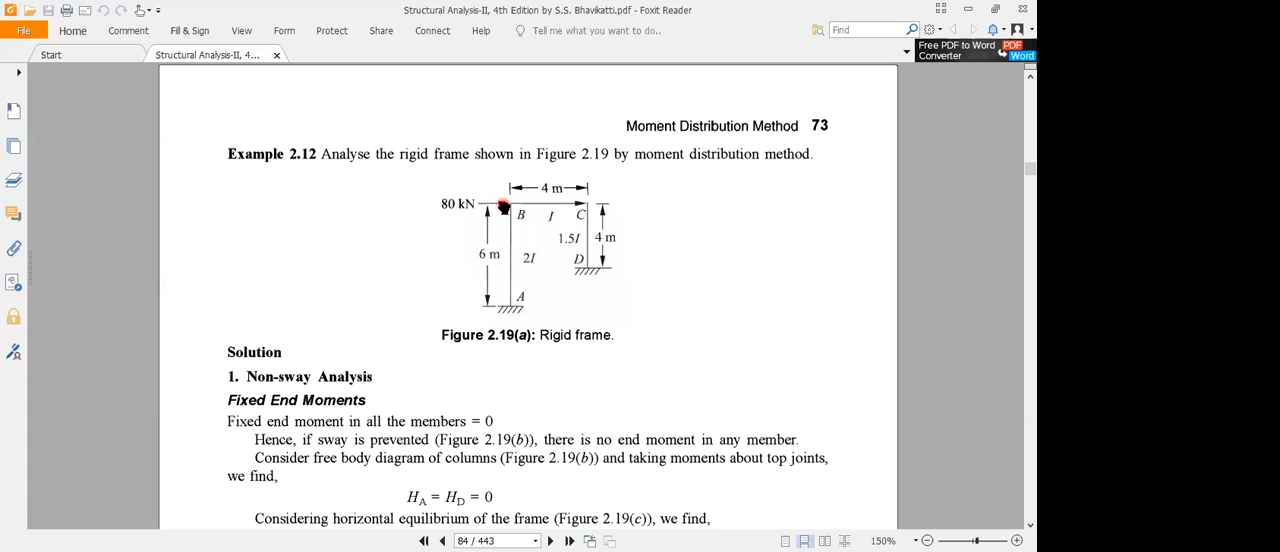 Structural Analysis-II, 4th Edition by S.S. Bhavikatti.pdf - Foxit Reader
File Home Comment Fill & Sign View Form Protect Share Connect Help Tell me what you want to do.. Find
Start Structural Analysis-II, 4... Free PDF to Word Converter PDF Word
Moment Distribution Method 73
Example 2.12 Analyse the rigid frame shown in Figure 2.19 by moment distribution method.
4 m
80 kN
B I C
1.5I 4 m
6 m 2I D
A
Figure 2.19(a): Rigid frame.
Solution
1. Non-sway Analysis
Fixed End Moments
Fixed end moment in all the members = 0
Hence, if sway is prevented (Figure 2.19(b)), there is no end moment in any member.
Consider free body diagram of columns (Figure 2.19(b)) and taking moments about top joints,
we find,
H_A = H_D = 0
Considering horizontal equilibrium of the frame (Figure 2.19(c)), we find,
84 / 443 150%